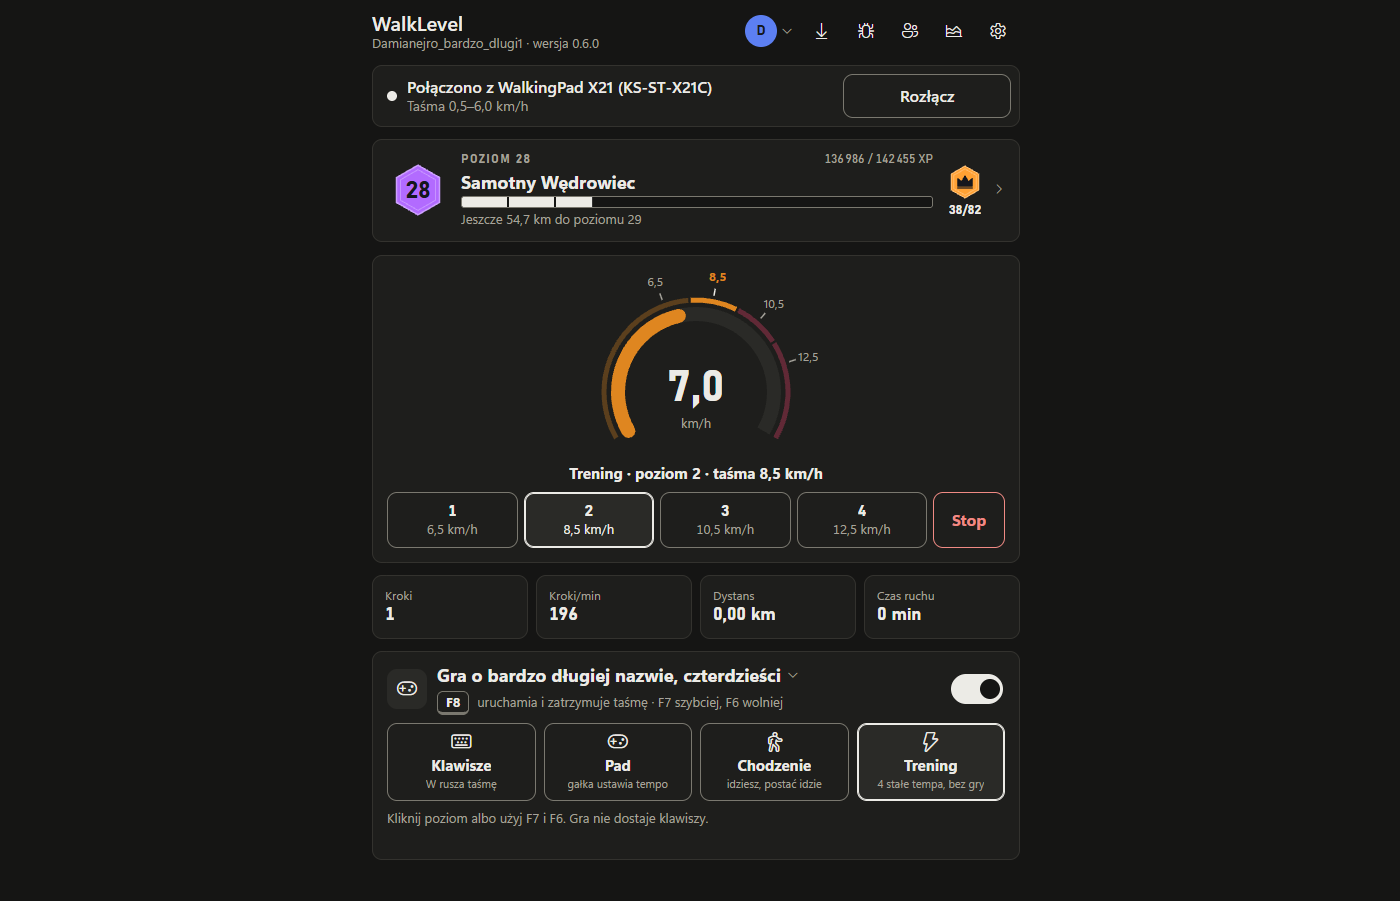 WalkLevel
Damianejro_bardzo_dlugi1 · wersja 0.6.0
D
Połączono z WalkingPad X21 (KS-ST-X21C)
Taśma 0,5–6,0 km/h
Rozłącz
POZIOM 28
136 986 / 142 455 XP
28
Samotny Wędrowiec
Jeszcze 54,7 km do poziomu 29
38/82
6,5
8,5
10,5
12,5
7,0
km/h
Trening · poziom 2 · taśma 8,5 km/h
1
6,5 km/h
2
8,5 km/h
3
10,5 km/h
4
12,5 km/h
Stop
Kroki
1
Kroki/min
196
Dystans
0,00 km
Czas ruchu
0 min
Gra o bardzo długiej nazwie, czterdzieści
F8 uruchamia i zatrzymuje taśmę · F7 szybciej, F6 wolniej
Klawisze
W rusza taśmę
Pad
gałka ustawia tempo
Chodzenie
idziesz, postać idzie
Trening
4 stałe tempa, bez gry
Kliknij poziom albo użyj F7 i F6. Gra nie dostaje klawiszy.